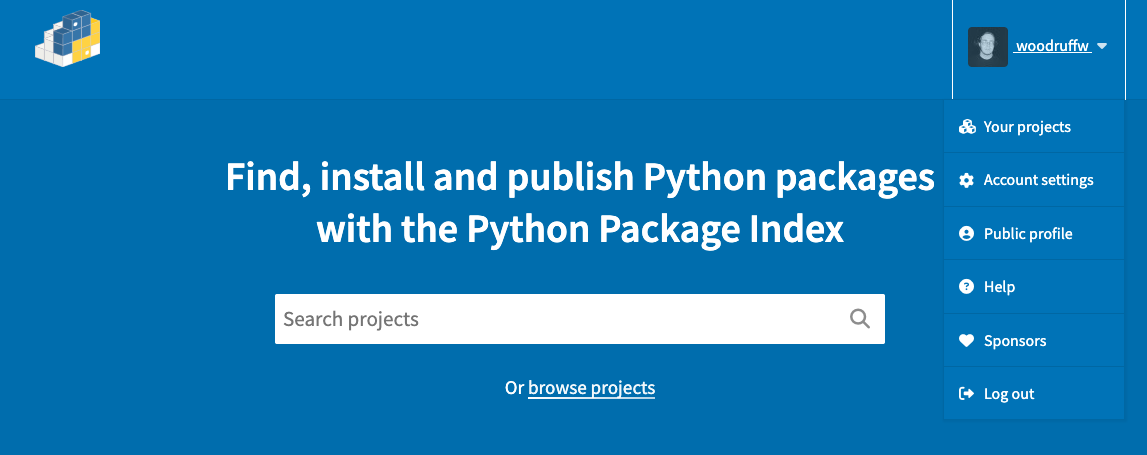 woodruffw
Your projects
Account settings
Public profile
Help
Sponsors
Log out
Find, install and publish Python packages
with the Python Package Index
Search projects
Or browse projects